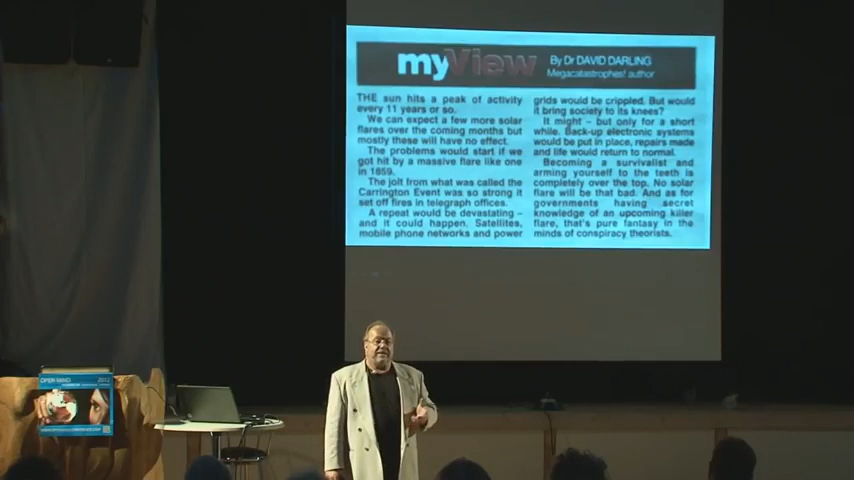 myView
By Dr DAVID DARLING
Megacatastrophes! author
THE sun hits a peak of activity
every 11 years or so.
We can expect a few more solar
flares over the coming months but
mostly these will have no effect.
The problems would start if we
got hit by a massive flare like one
in 1859.
The jolt from what was called the
Carrington Event was so strong it
set off fires in telegraph offices.
A repeat would be devastating –
and it could happen. Satellites,
mobile phone networks and power
grids would be crippled. But would
it bring society to its knees?
It might – but only for a short
while. Back-up electronic systems
would be put in place, repairs made
and life would return to normal.
Becoming a survivalist and
arming yourself to the teeth is
completely over the top. No solar
flare will be that bad. And as for
governments having secret
knowledge of an upcoming killer
flare, that's pure fantasy in the
minds of conspiracy theorists.
OPEN MIND
2012